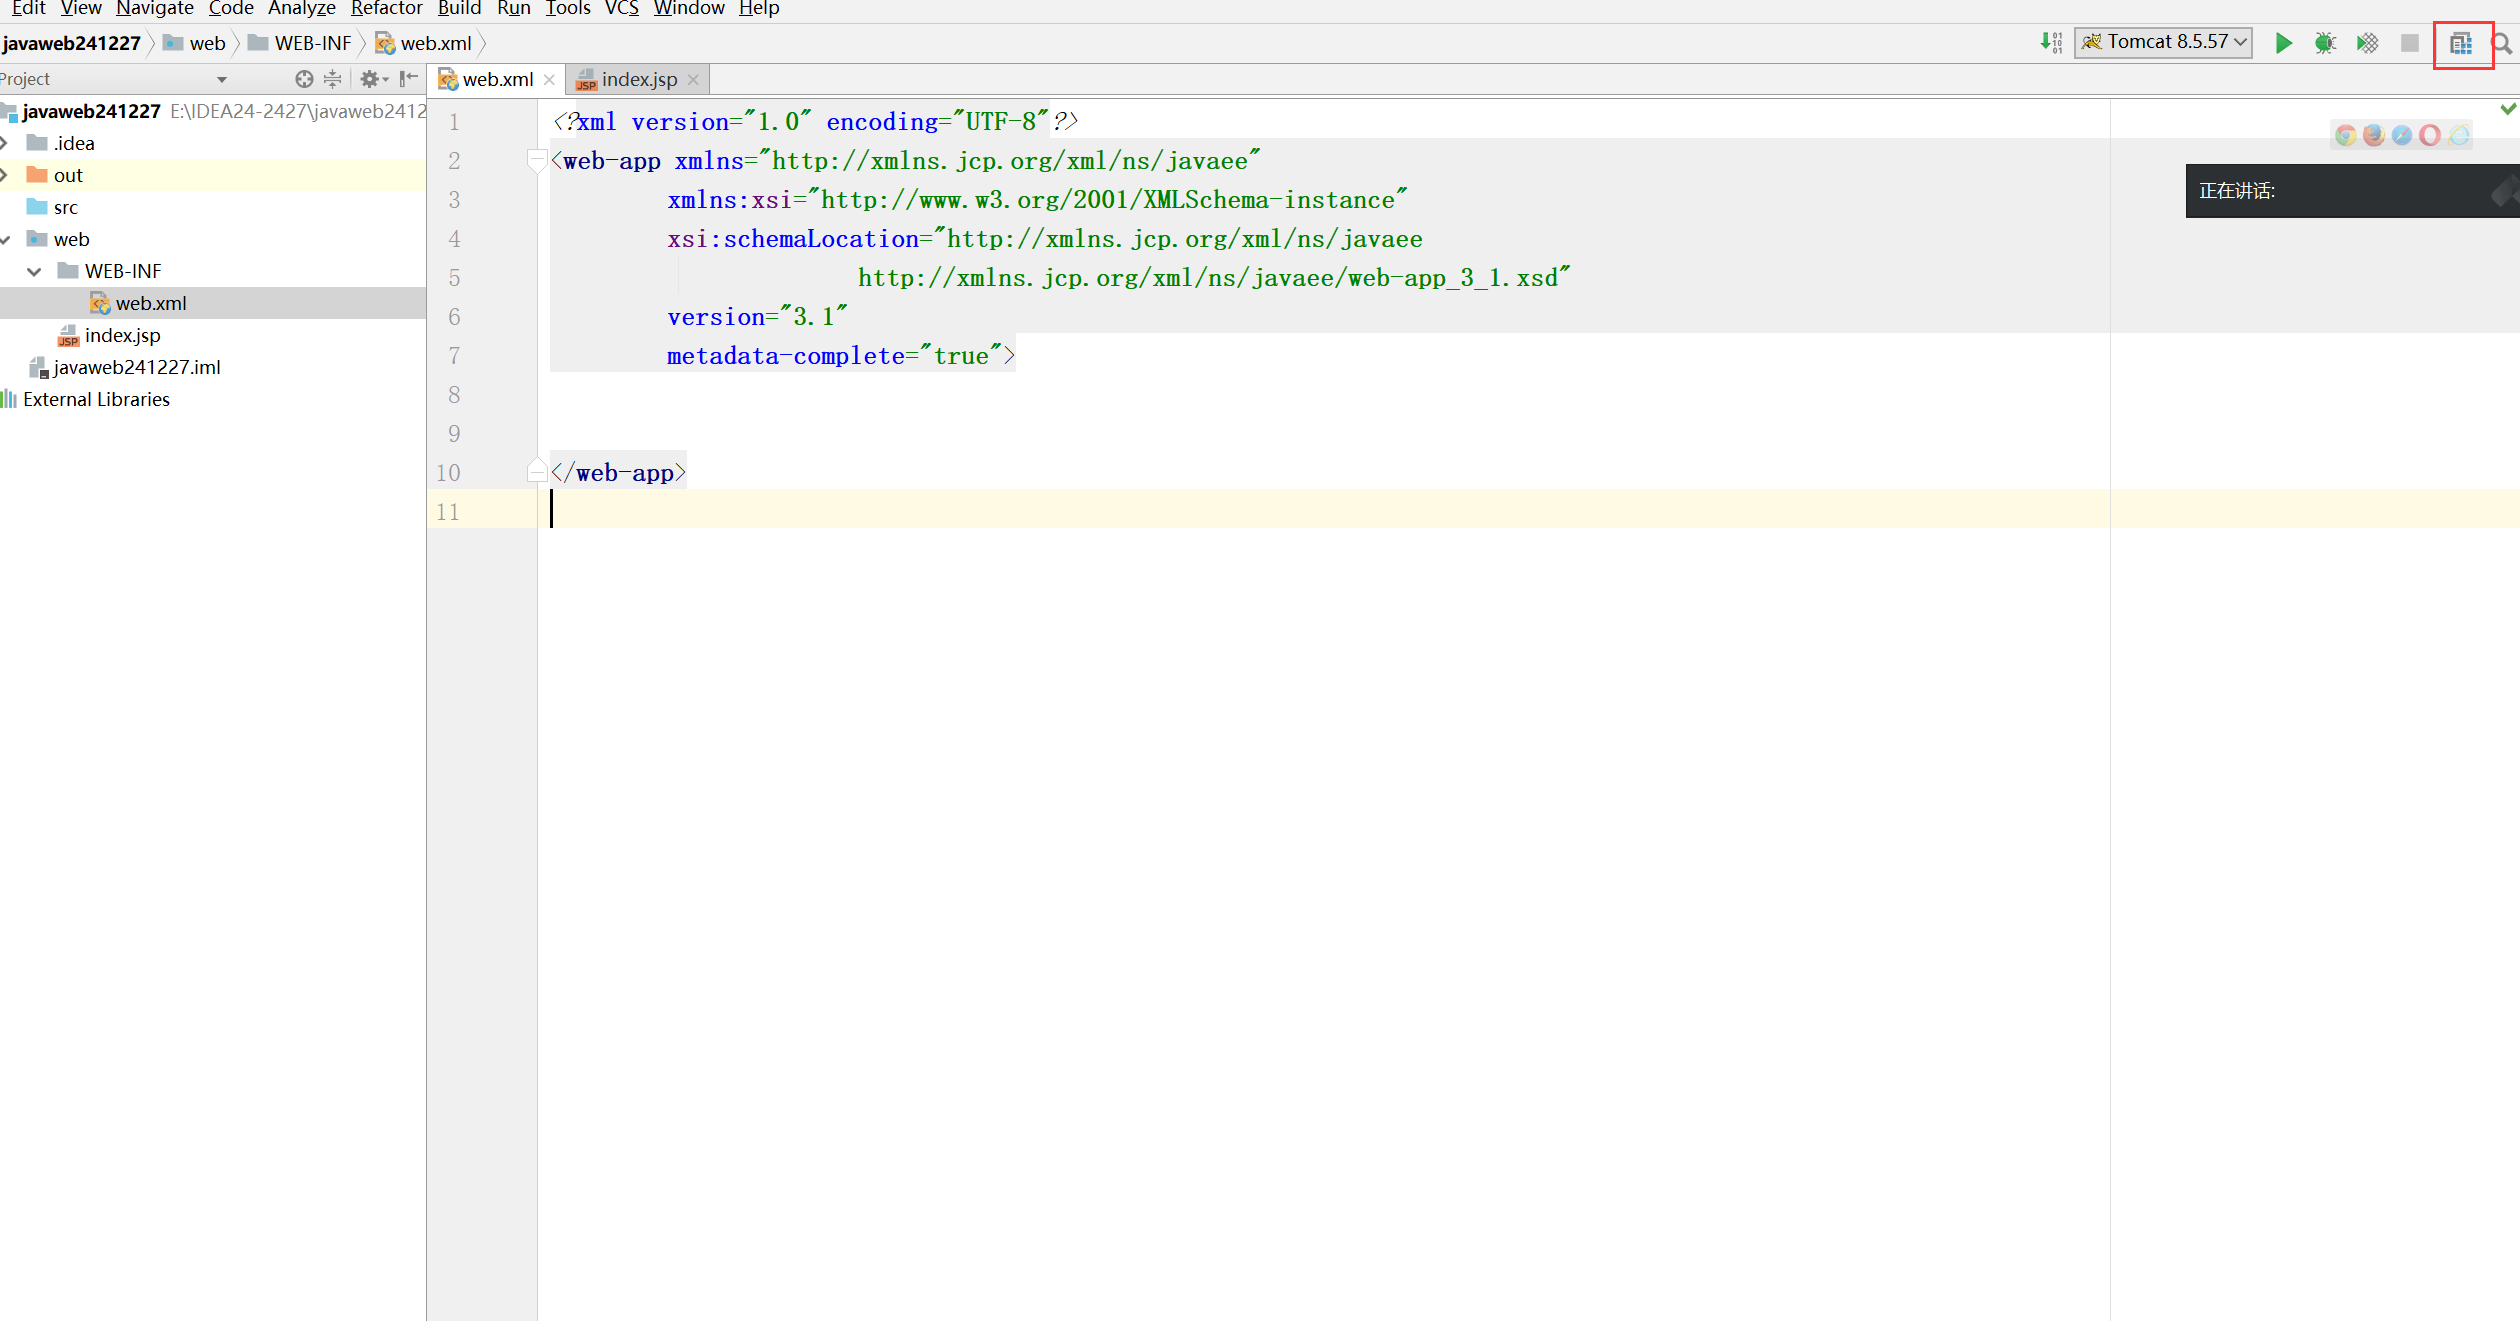 Edit View Navigate Code Analyze Refactor Build Run Tools VCS Window Help
javaweb241227 web WEB-INF web.xml
Tomcat 8.5.57
Project
web.xml index.jsp
javaweb241227 E:\IDEA24-2427\javaweb2412
.idea
out
src
web
WEB-INF
web.xml
index.jsp
javaweb241227.iml
External Libraries
1 <?xml version="1.0" encoding="UTF-8"?>
2 <web-app xmlns="http://xmlns.jcp.org/xml/ns/javaee"
3 xmlns:xsi="http://www.w3.org/2001/XMLSchema-instance"
4 xsi:schemaLocation="http://xmlns.jcp.org/xml/ns/javaee
5 http://xmlns.jcp.org/xml/ns/javaee/web-app_3_1.xsd"
6 version="3.1"
7 metadata-complete="true">
8
9
10 </web-app>
11
正在讲话: